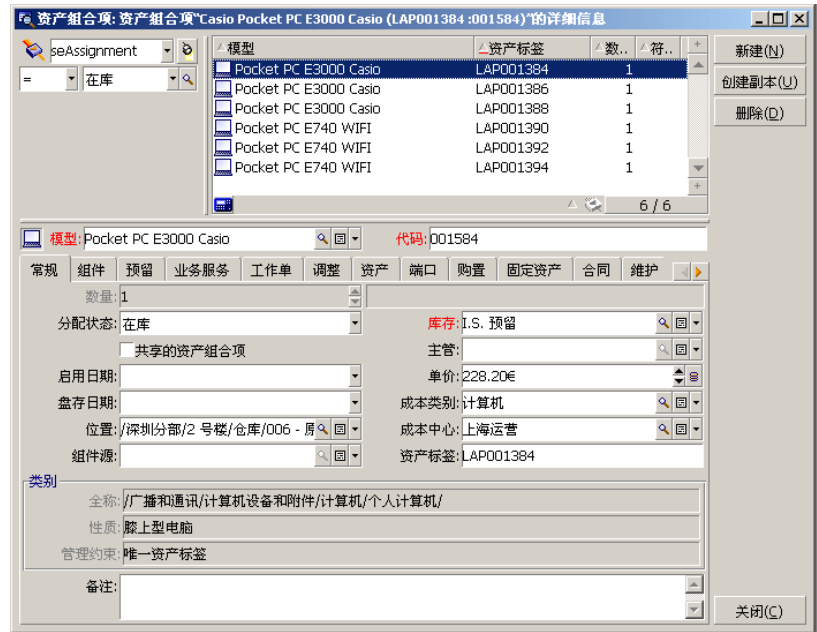 资产组合项: 资产组合项“Casio Pocket PC E3000 Casio (LAP001384 :001584)”的详细信息
seAssignment
= 在库
模型 资产标签 数.. 符..
Pocket PC E3000 Casio LAP001384 1
Pocket PC E3000 Casio LAP001386 1
Pocket PC E3000 Casio LAP001388 1
Pocket PC E740 WIFI LAP001390 1
Pocket PC E740 WIFI LAP001392 1
Pocket PC E740 WIFI LAP001394 1
6 / 6
新建(N)
创建副本(U)
删除(D)
模型: Pocket PC E3000 Casio 代码: 001584
常规 组件 预留 业务服务 工作单 调整 资产 端口 购置 固定资产 合同 维护
数量: 1
分配状态: 在库 库存: I.S. 预留
共享的资产组合项 主管:
启用日期: 单价: 228.20€
盘存日期: 成本类别: 计算机
位置: /深圳分部/2 号楼/仓库/006 - 成本中心: 上海运营
组件源: 资产标签: LAP001384
类别
全称: /广播和通讯/计算机设备和附件/计算机/个人计算机/
性质: 膝上型电脑
管理约束: 唯一资产标签
备注:
关闭(C)